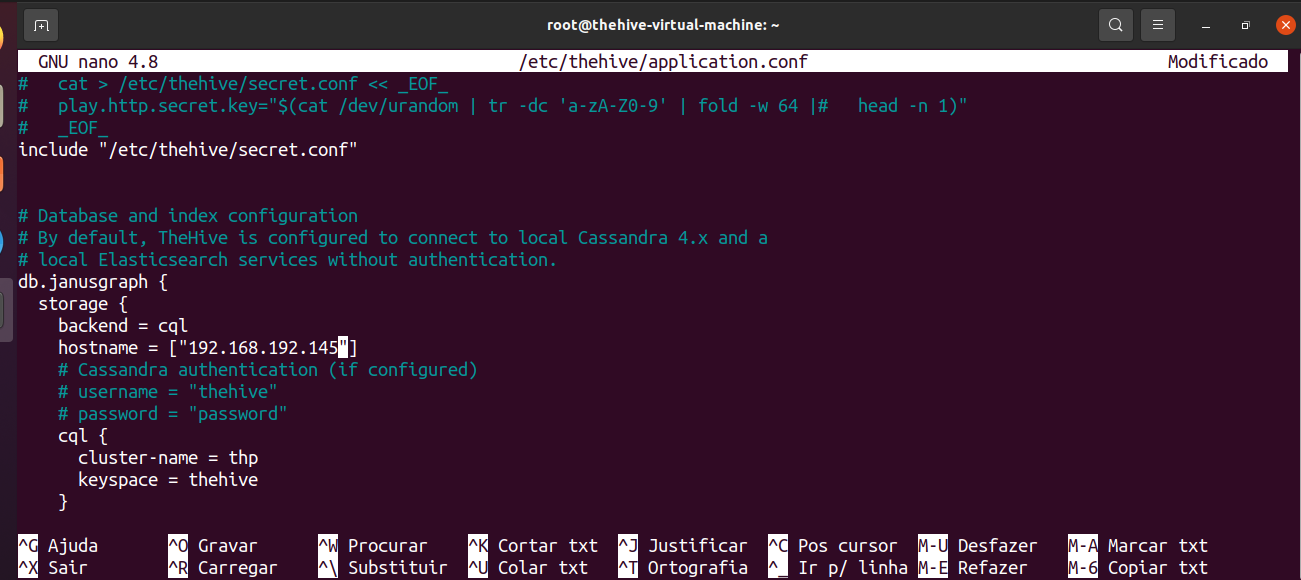 root@thehive-virtual-machine: ~
GNU nano 4.8 /etc/thehive/application.conf Modificado
#   cat > /etc/thehive/secret.conf << _EOF_
#   play.http.secret.key="$(cat /dev/urandom | tr -dc 'a-zA-Z0-9' | fold -w 64 |#   head -n 1)"
#   _EOF_
include "/etc/thehive/secret.conf"
# Database and index configuration
# By default, TheHive is configured to connect to local Cassandra 4.x and a
# local Elasticsearch services without authentication.
db.janusgraph {
  storage {
    backend = cql
    hostname = ["192.168.192.145"]
    # Cassandra authentication (if configured)
    # username = "thehive"
    # password = "password"
    cql {
      cluster-name = thp
      keyspace = thehive
    }
^G Ajuda ^O Gravar ^W Procurar ^K Cortar txt ^J Justificar ^C Pos cursor M-U Desfazer M-A Marcar txt
^X Sair ^R Carregar ^\ Substituir ^U Colar txt ^T Ortografia ^_ Ir p/ linha M-E Refazer M-6 Copiar txt